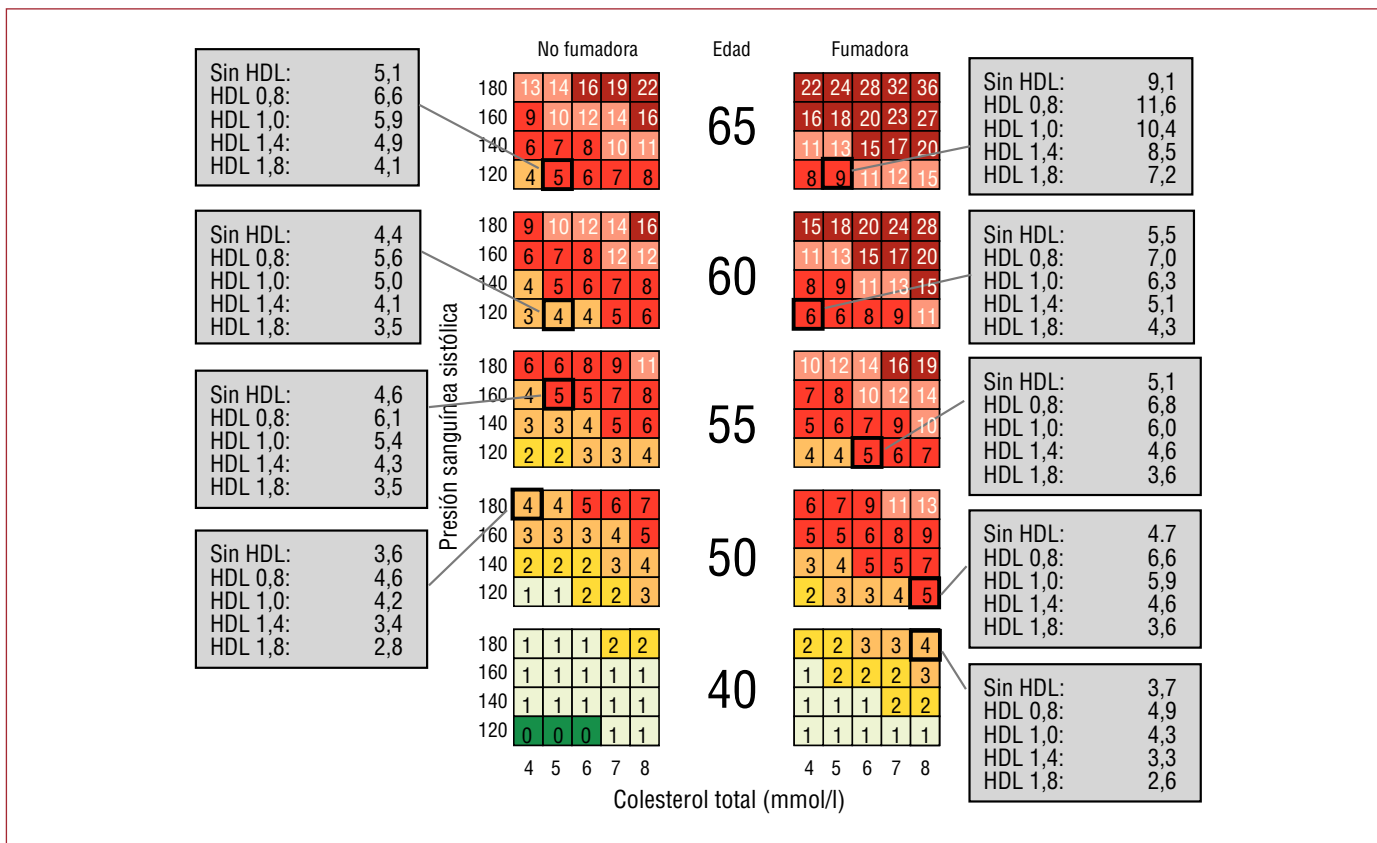 No fumadora Edad Fumadora
Sin HDL: 5,1
HDL 0,8: 6,6
HDL 1,0: 5,9
HDL 1,4: 4,9
HDL 1,8: 4,1
180 13 14 16 19 22
160 9 10 12 14 16
140 6 7 8 10 11
120 4 5 6 7 8
65
22 24 28 32 36
16 18 20 23 27
11 13 15 17 20
8 9 11 12 15
Sin HDL: 9,1
HDL 0,8: 11,6
HDL 1,0: 10,4
HDL 1,4: 8,5
HDL 1,8: 7,2
Sin HDL: 4,4
HDL 0,8: 5,6
HDL 1,0: 5,0
HDL 1,4: 4,1
HDL 1,8: 3,5
180 9 10 12 14 16
160 6 7 8 12 12
140 4 5 6 7 8
120 3 4 4 5 6
60
15 18 20 24 28
11 13 15 17 20
8 9 11 13 15
6 6 8 9 11
Sin HDL: 5,5
HDL 0,8: 7,0
HDL 1,0: 6,3
HDL 1,4: 5,1
HDL 1,8: 4,3
Presión sanguínea sistólica
Sin HDL: 4,6
HDL 0,8: 6,1
HDL 1,0: 5,4
HDL 1,4: 4,3
HDL 1,8: 3,5
180 6 6 8 9 11
160 4 5 5 7 8
140 3 3 4 5 6
120 2 2 3 3 4
55
10 12 14 16 19
7 8 10 12 14
5 6 7 9 10
4 4 5 6 7
Sin HDL: 5,1
HDL 0,8: 6,8
HDL 1,0: 6,0
HDL 1,4: 4,6
HDL 1,8: 3,6
Sin HDL: 3,6
HDL 0,8: 4,6
HDL 1,0: 4,2
HDL 1,4: 3,4
HDL 1,8: 2,8
180 4 4 5 6 7
160 3 3 3 4 5
140 2 2 2 3 4
120 1 1 2 2 3
50
6 7 9 11 13
5 5 6 8 9
3 4 5 5 7
2 3 3 4 5
Sin HDL: 4.7
HDL 0,8: 6,6
HDL 1,0: 5,9
HDL 1,4: 4,6
HDL 1,8: 3,6
180 1 1 1 2 2
160 1 1 1 1 1
140 1 1 1 1 1
120 0 0 0 1 1
40
2 2 3 3 4
1 2 2 2 3
1 1 1 2 2
1 1 1 1 1
Sin HDL: 3,7
HDL 0,8: 4,9
HDL 1,0: 4,3
HDL 1,4: 3,3
HDL 1,8: 2,6
4 5 6 7 8 4 5 6 7 8
Colesterol total (mmol/l)